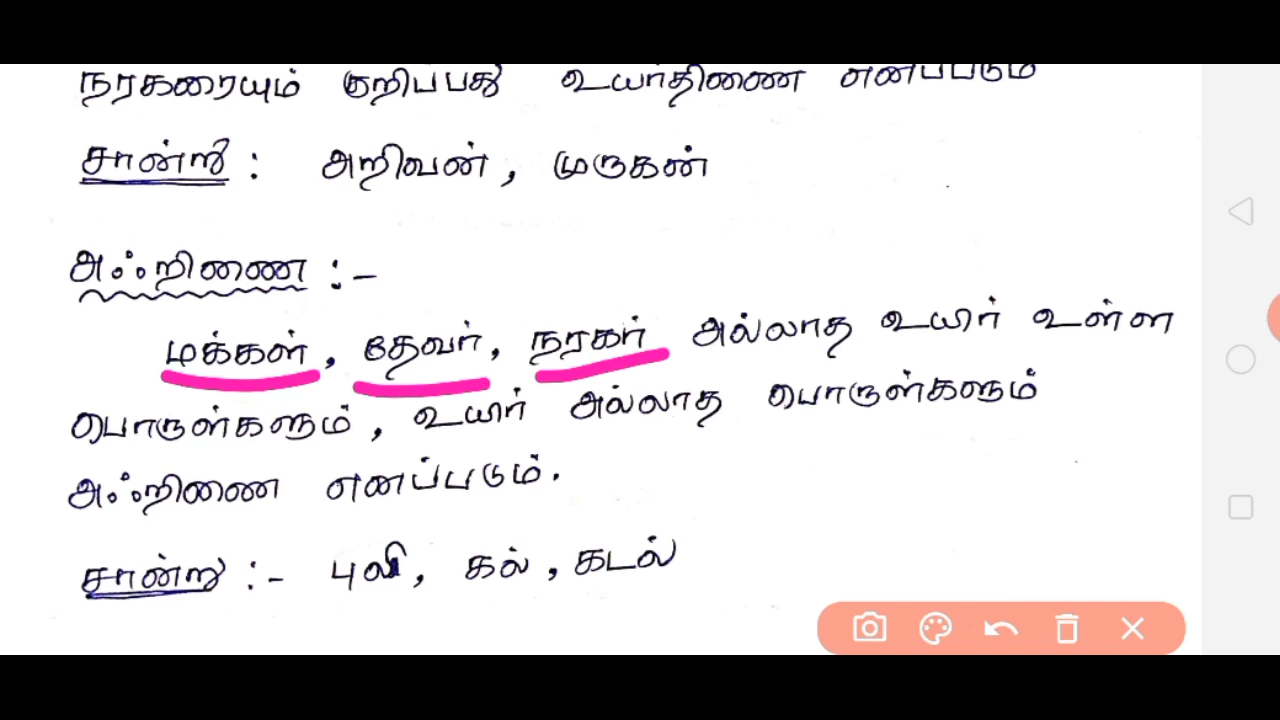 நரகரையும் குறிப்பது உயர்திணை எனப்படும்
சான்று : அறிவன் , முருகன்
அஃறிணை :-
மக்கள் , தேவர் , நரகர் அல்லாத உயிர் உள்ள
பொருள்களும் , உயிர் அல்லாத பொருள்களும்
அஃறிணை எனப்படும் .
சான்று :- புலி , கல் , கடல்